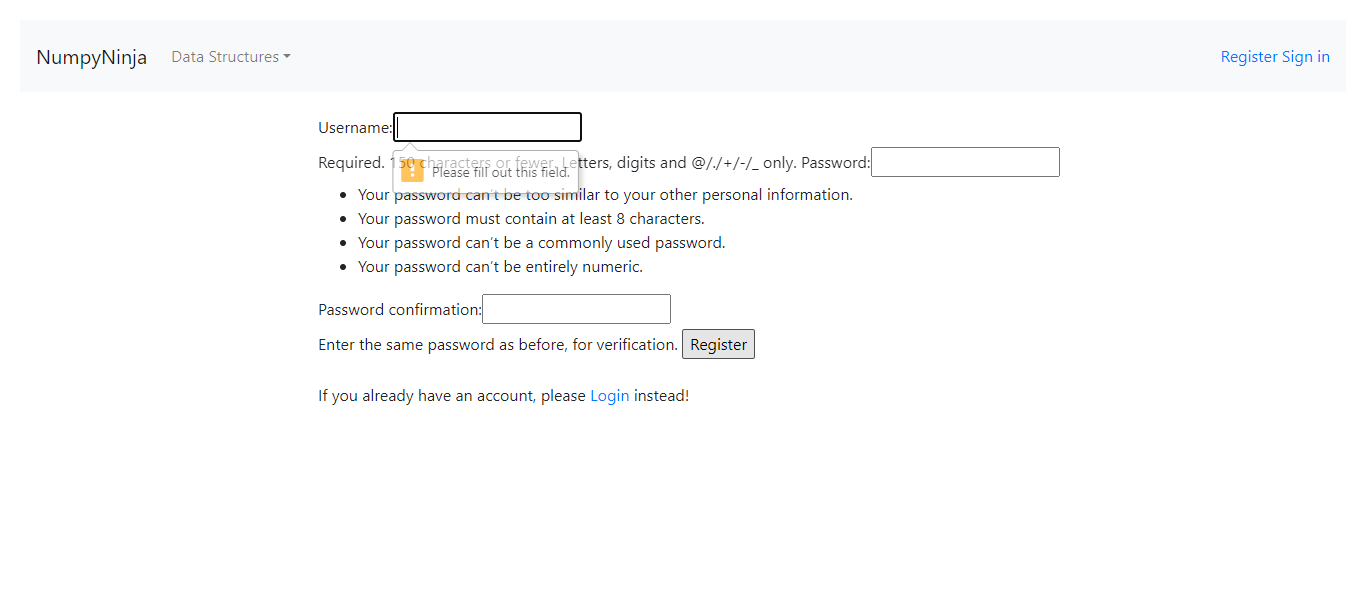 NumpyNinja Data Structures Register Sign in
Username:
Required. 150 characters or fewer. Letters, digits and @/./+/-/_ only. Password:
Please fill out this field.
Your password can't be too similar to your other personal information.
Your password must contain at least 8 characters.
Your password can't be a commonly used password.
Your password can't be entirely numeric.
Password confirmation:
Enter the same password as before, for verification. Register
If you already have an account, please Login instead!